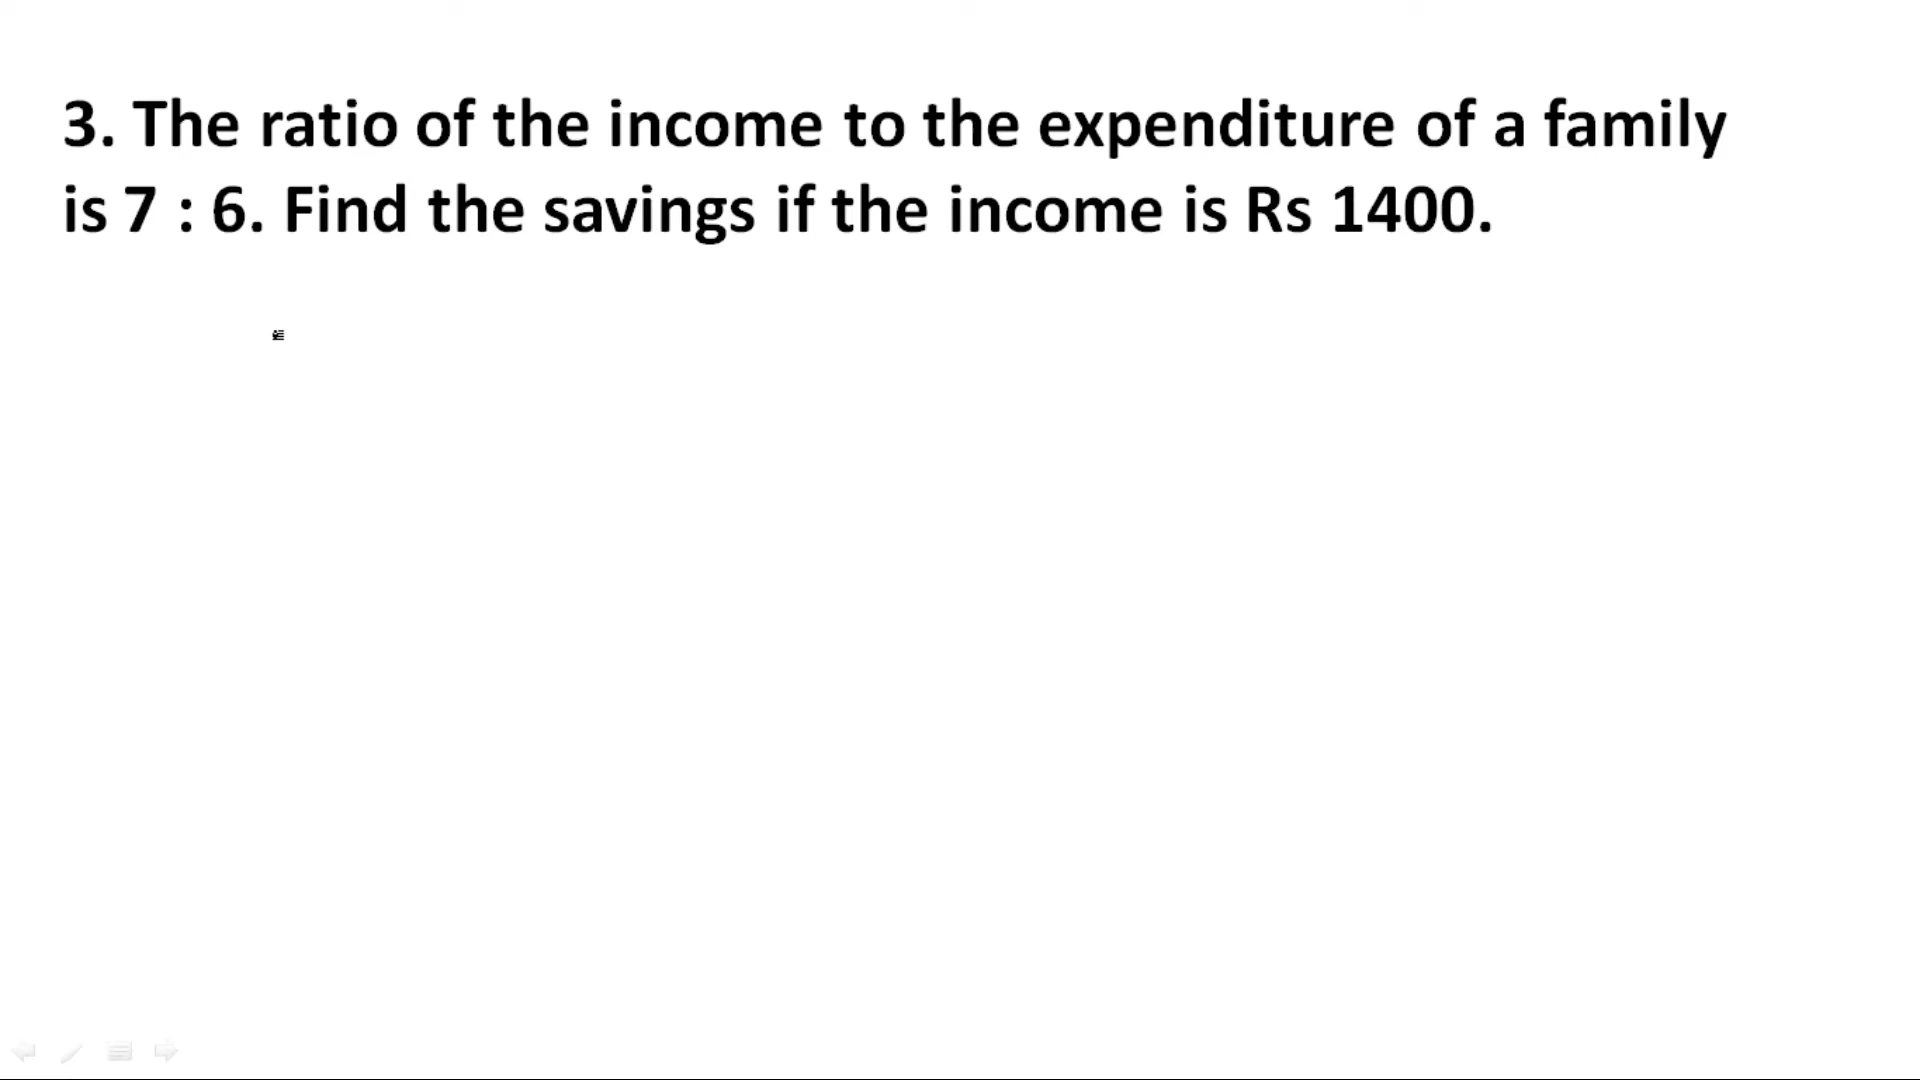 3. The ratio of the income to the expenditure of a family
is 7 : 6. Find the savings if the income is Rs 1400.